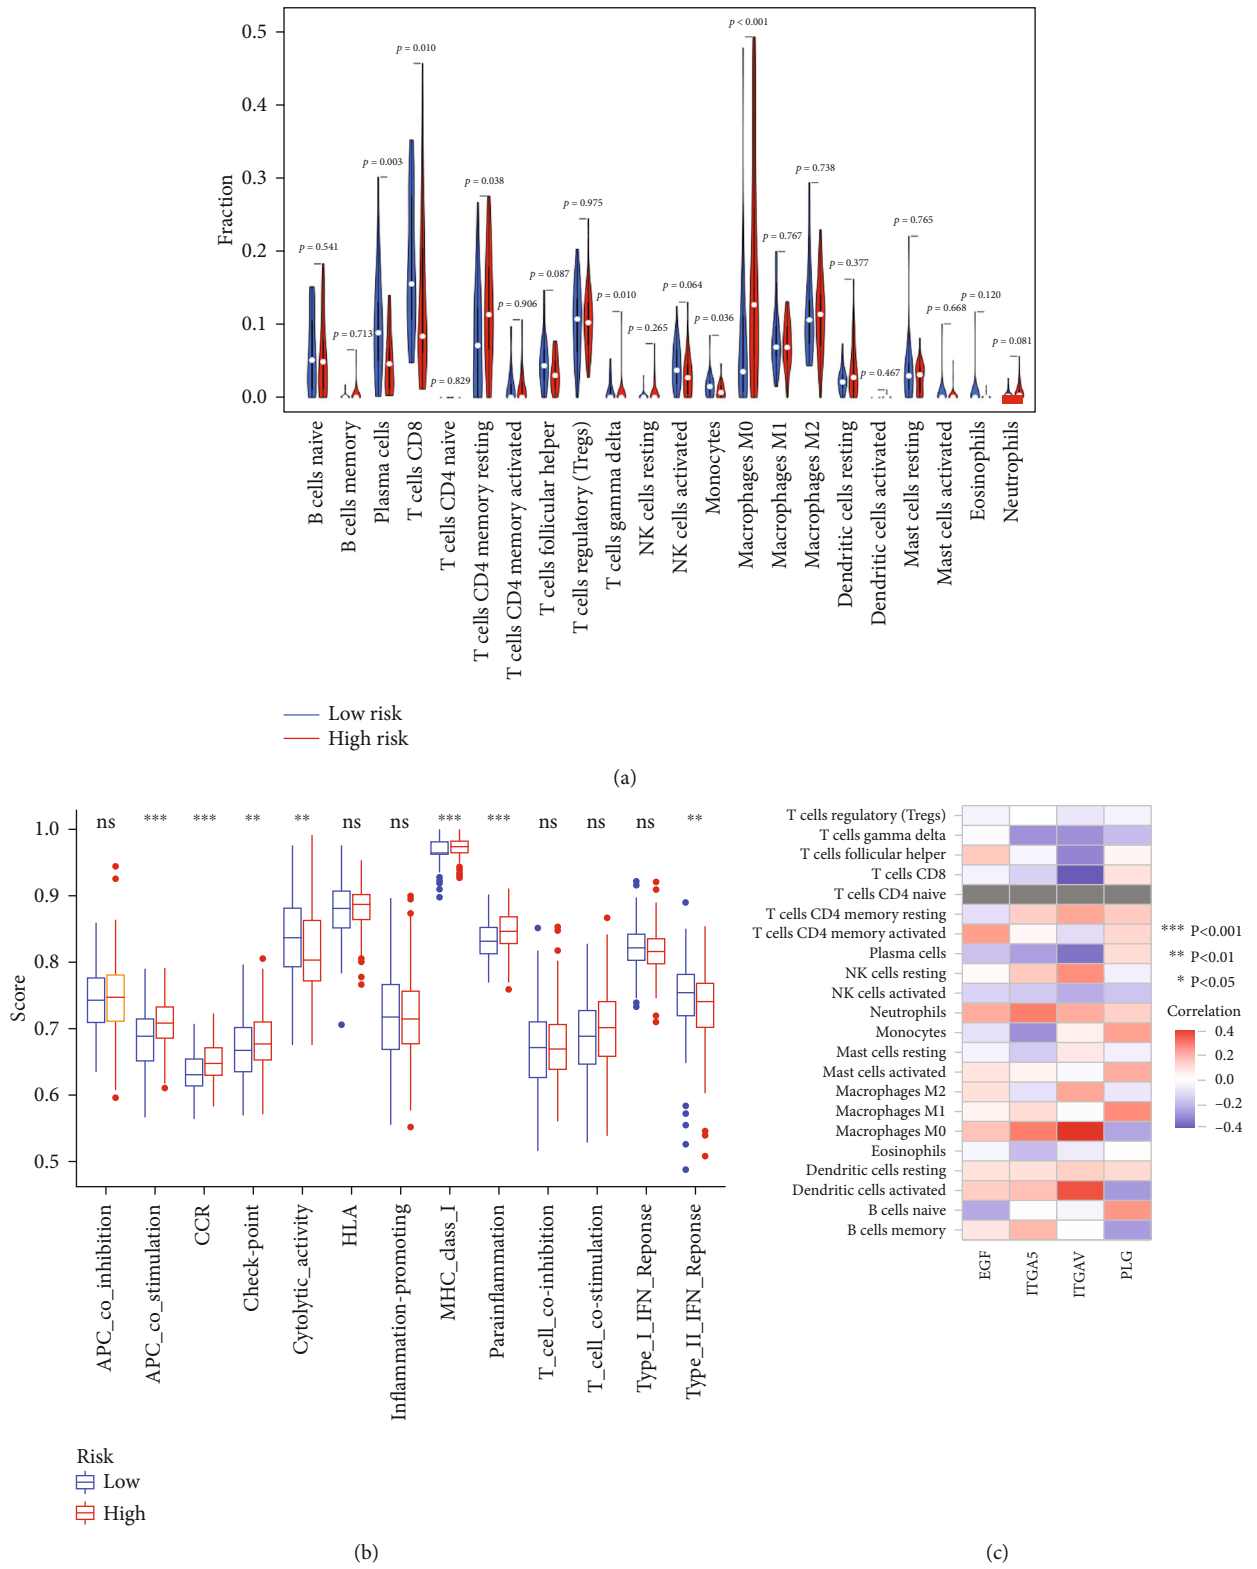 0.5
0.4
0.3
0.2
0.1
0.0
Fraction
p = 0.541
p = 0.713
p = 0.003
p = 0.010
p = 0.829
p = 0.038
p = 0.906
p = 0.087
p = 0.975
p = 0.010
p = 0.265
p = 0.064
p = 0.036
p < 0.001
p = 0.767
p = 0.738
p = 0.377
p = 0.467
p = 0.765
p = 0.668
p = 0.120
p = 0.081
B cells naive
B cells memory
Plasma cells
T cells CD8
T cells CD4 naive
T cells CD4 memory resting
T cells CD4 memory activated
T cells follicular helper
T cells regulatory (Tregs)
T cells gamma delta
NK cells resting
NK cells activated
Monocytes
Macrophages M0
Macrophages M1
Macrophages M2
Dendritic cells resting
Dendritic cells activated
Mast cells resting
Mast cells activated
Eosinophils
Neutrophils
Low risk
High risk
(a)
1.0
0.9
0.8
0.7
0.6
0.5
Score
ns *** *** ** ** ns ns *** *** ns ns ns **
APC_co_inhibition
APC_co_stimulation
CCR
Check-point
Cytolytic_activity
HLA
Inflammation-promoting
MHC_class_I
Parainflammation
T_cell_co-inhibition
T_cell_co-stimulation
Type_I_IFN_Reponse
Type_II_IFN_Reponse
Risk
Low
High
(b)
T cells regulatory (Tregs)
T cells gamma delta
T cells follicular helper
T cells CD8
T cells CD4 naive
T cells CD4 memory resting
T cells CD4 memory activated
Plasma cells
NK cells resting
NK cells activated
Neutrophils
Monocytes
Mast cells resting
Mast cells activated
Macrophages M2
Macrophages M1
Macrophages M0
Eosinophils
Dendritic cells resting
Dendritic cells activated
B cells naive
B cells memory
EGF
ITGA5
ITGAV
PLG
*** P<0.001
** P<0.01
* P<0.05
Correlation
0.4
0.2
0.0
−0.2
−0.4
(c)